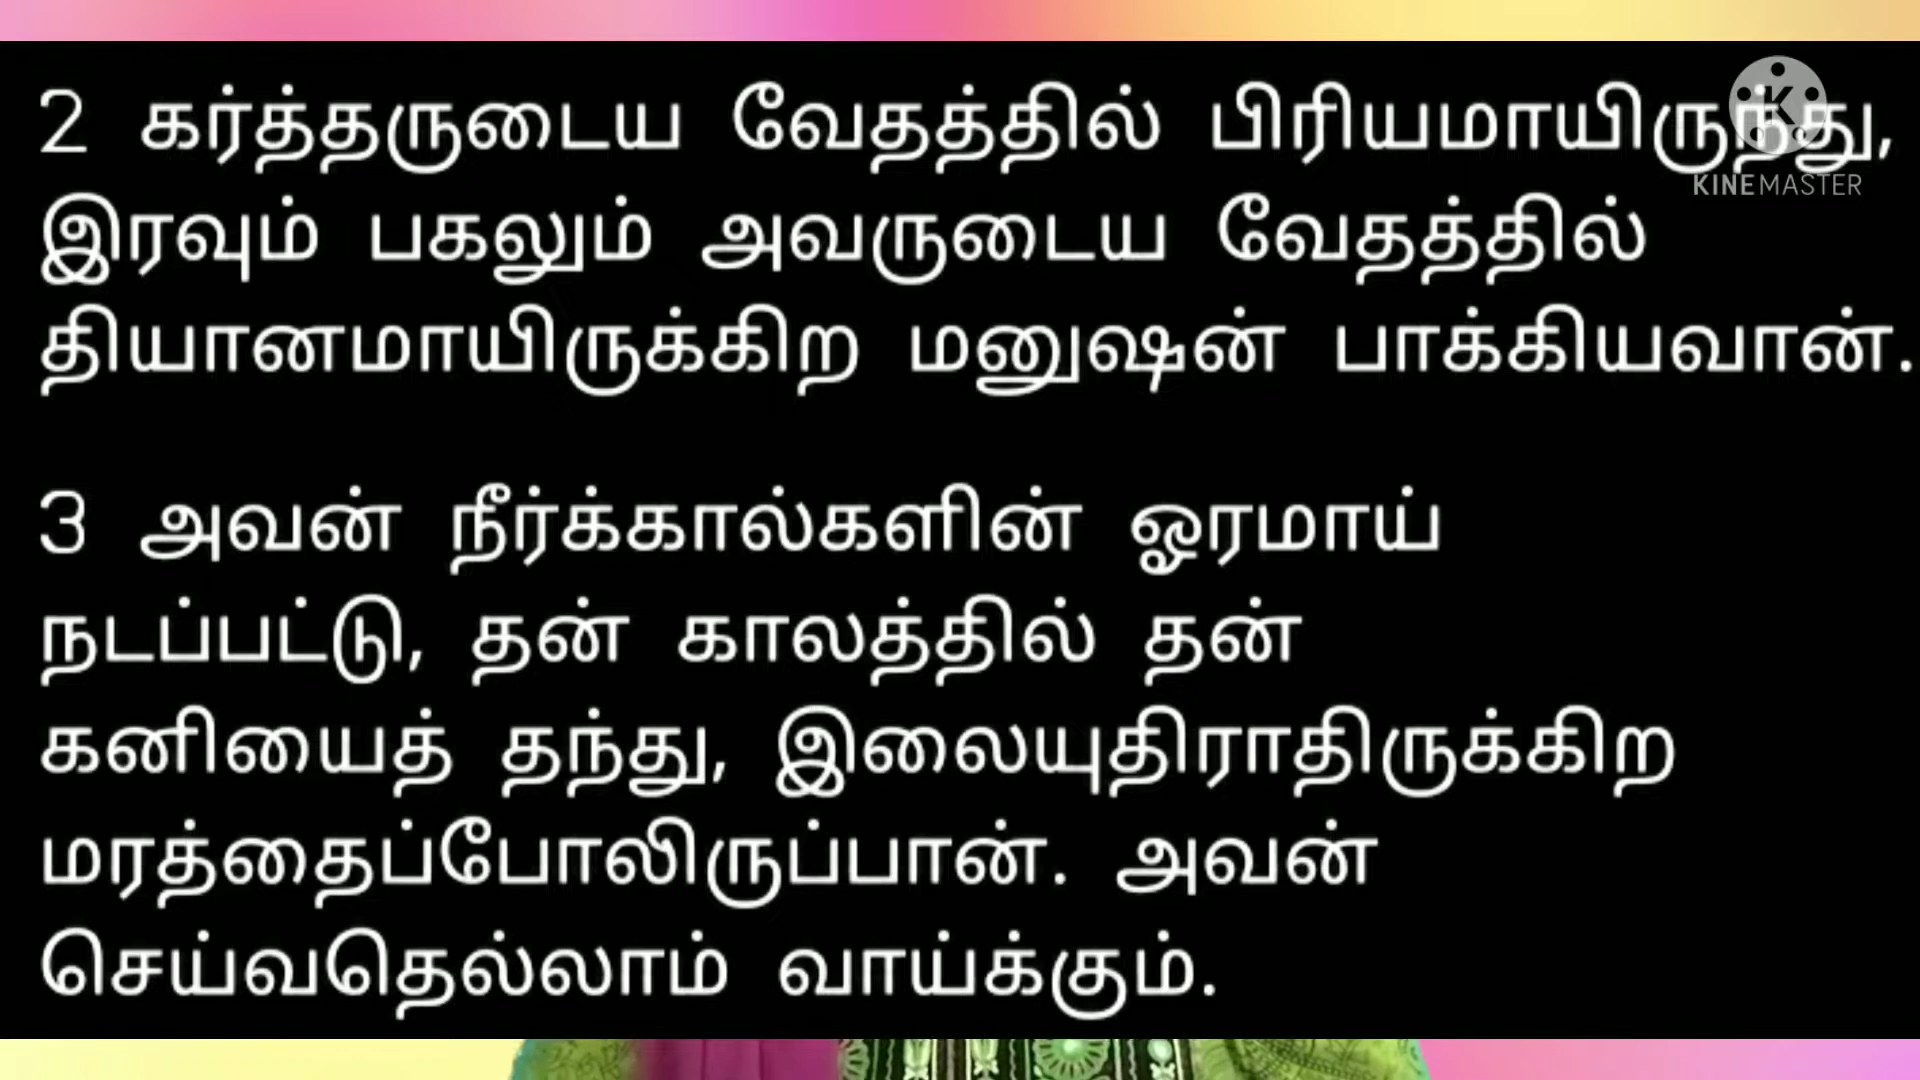 2 கர்த்தருடைய வேதத்தில் பிரியமாயிருந்து,
இரவும் பகலும் அவருடைய வேதத்தில்
தியானமாயிருக்கிற மனுஷன் பாக்கியவான்.
3 அவன் நீர்க்கால்களின் ஓரமாய்
நடப்பட்டு, தன் காலத்தில் தன்
கனியைத் தந்து, இலையுதிராதிருக்கிற
மரத்தைப்போலிருப்பான். அவன்
செய்வதெல்லாம் வாய்க்கும்.
K
KINEMASTER